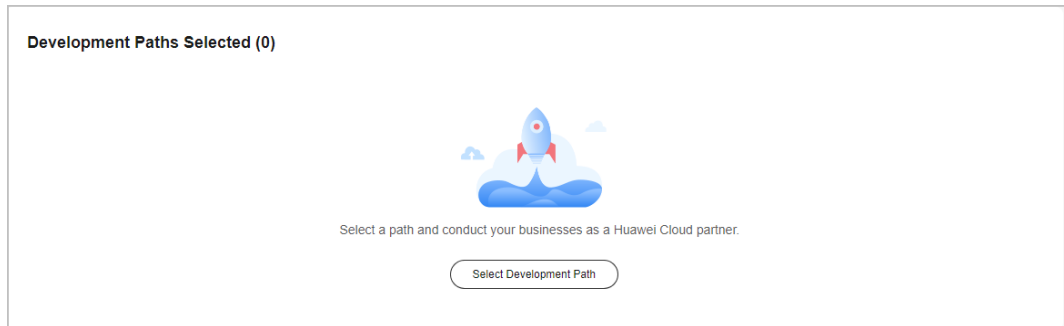 Development Paths Selected (0)
Select a path and conduct your businesses as a Huawei Cloud partner.
Select Development Path